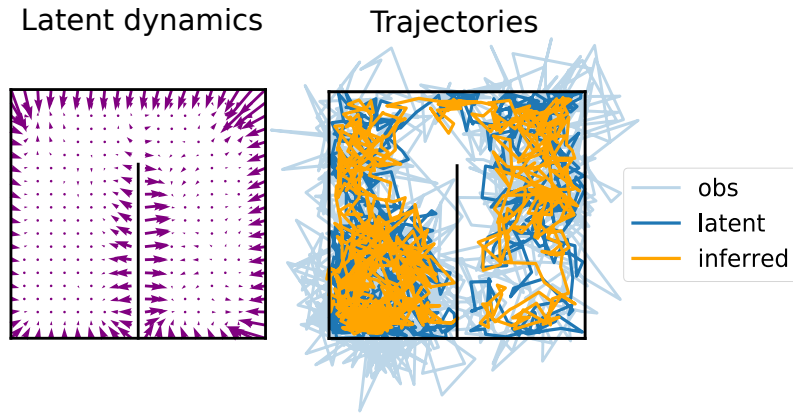 Latent dynamics
Trajectories
obs
latent
inferred